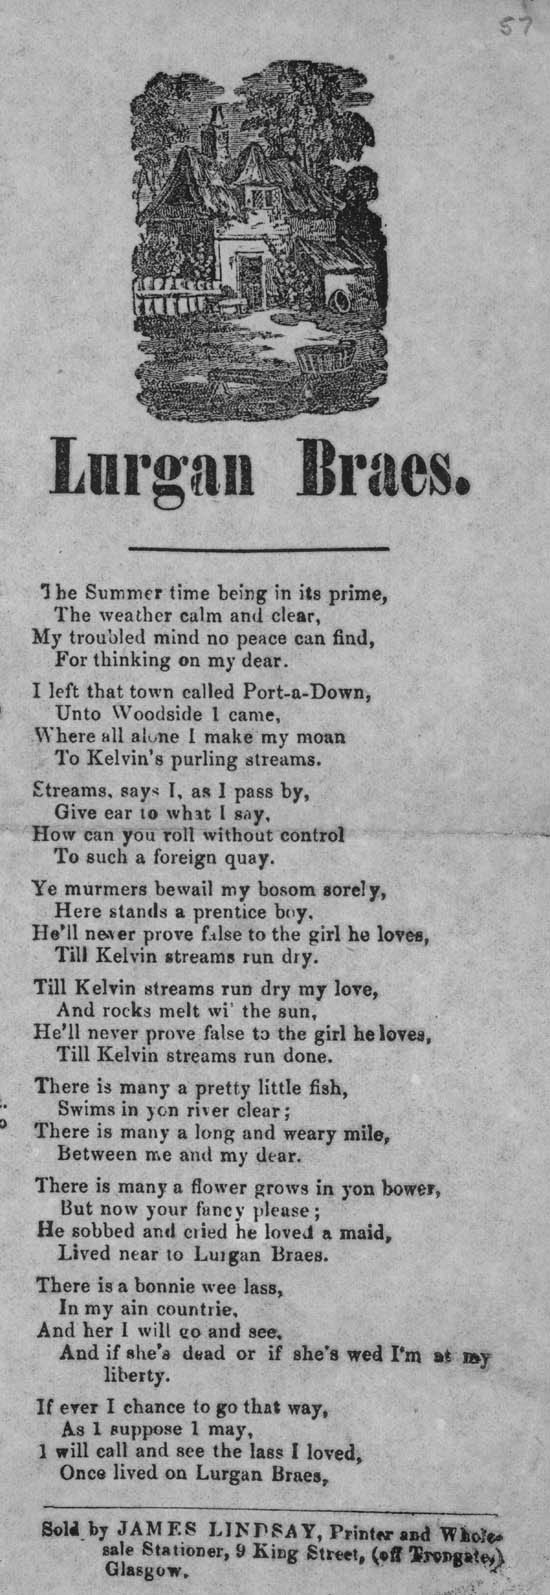 57
Lurgan Braes.
The Summer time being in its prime,
The weather calm and clear,
My troubled mind no peace can find,
For thinking on my dear.
I left that town called Port-a-Down,
Unto Woodside I came,
Where all alone I make my moan
To Kelvin's purling streams.
Streams, says I, as I pass by,
Give ear to what I say,
How can you roll without control
To such a foreign quay.
Ye murmers bewail my bosom sorely,
Here stands a prentice boy,
He'll never prove false to the girl he loves,
Till Kelvin streams run dry.
Till Kelvin streams run dry my love,
And rocks melt wi' the sun,
He'll never prove false to the girl he loves,
Till Kelvin streams run done.
There is many a pretty little fish,
Swims in yon river clear;
There is many a long and weary mile,
Between me and my dear.
There is many a flower grows in yon bower,
But now your fancy please;
He sobbed and cried he loved a maid,
Lived near to Lurgan Braes.
There is a bonnie wee lass,
In my ain countrie,
And her I will go and see,
And if she's dead or if she's wed I'm at my
liberty.
If ever I chance to go that way,
As I suppose I may,
I will call and see the lass I loved,
Once lived on Lurgan Braes,
Sold by JAMES LINDSAY, Printer and Whole-
sale Stationer, 9 King Street, (off Trongate,)
Glasgow.